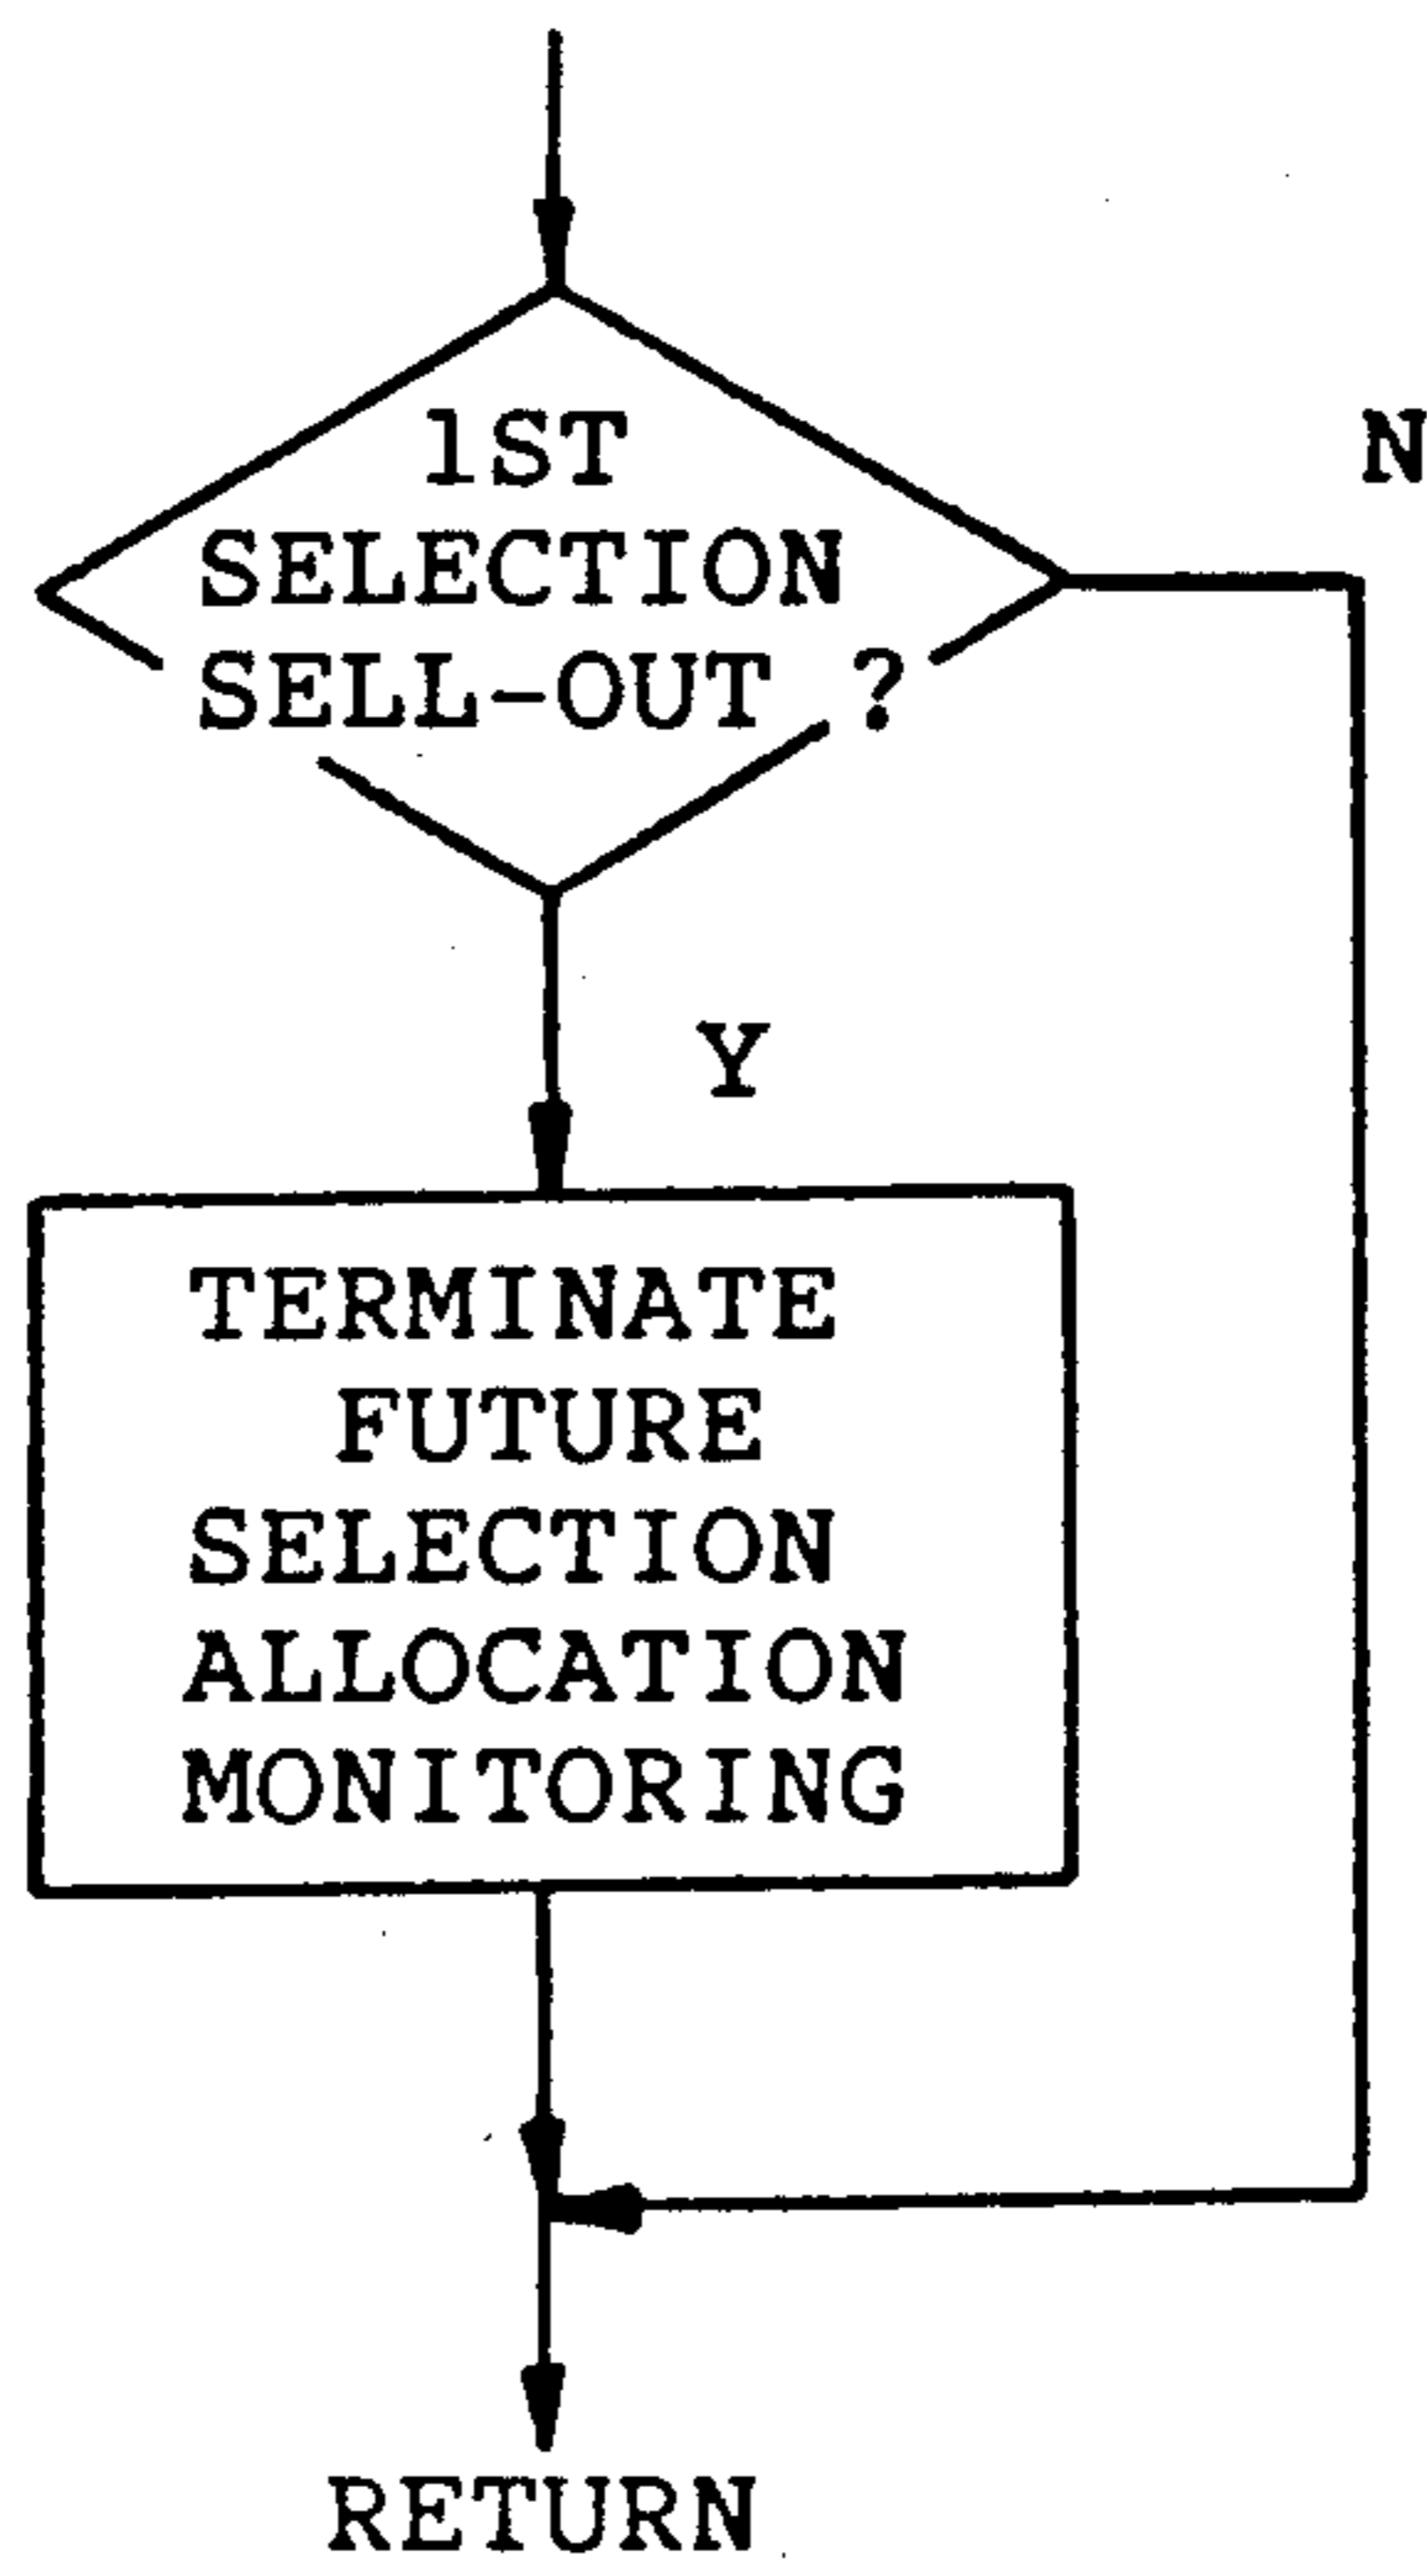 1ST
N
SELECTION
SELL-OUT ?
Y
TERMINATE
FUTURE
SELECTION
ALLOCATION
MONITORING
RETURN